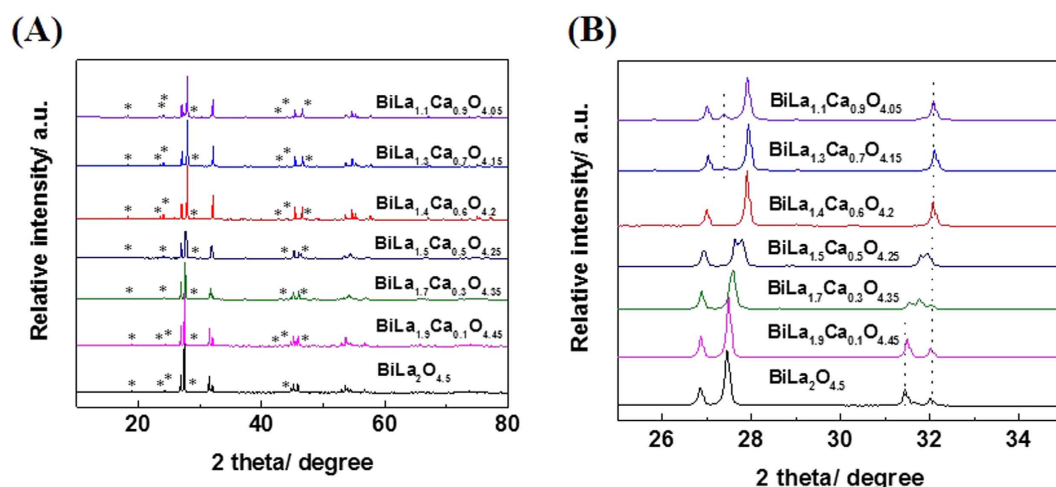 (A)
Relative intensity/ a.u.
* * * * * * *
BiLa1.1Ca0.9O4.05
* * * * * * *
BiLa1.3Ca0.7O4.15
* * * * * * *
BiLa1.4Ca0.6O4.2
* * * * *
BiLa1.5Ca0.5O4.25
* * * * *
BiLa1.7Ca0.3O4.35
* * * * * * *
BiLa1.9Ca0.1O4.45
* * * * *
BiLa2O4.5
20 40 60 80
2 theta/ degree
(B)
Relative intensity/ a.u.
BiLa1.1Ca0.9O4.05
BiLa1.3Ca0.7O4.15
BiLa1.4Ca0.6O4.2
BiLa1.5Ca0.5O4.25
BiLa1.7Ca0.3O4.35
BiLa1.9Ca0.1O4.45
BiLa2O4.5
26 28 30 32 34
2 theta/ degree